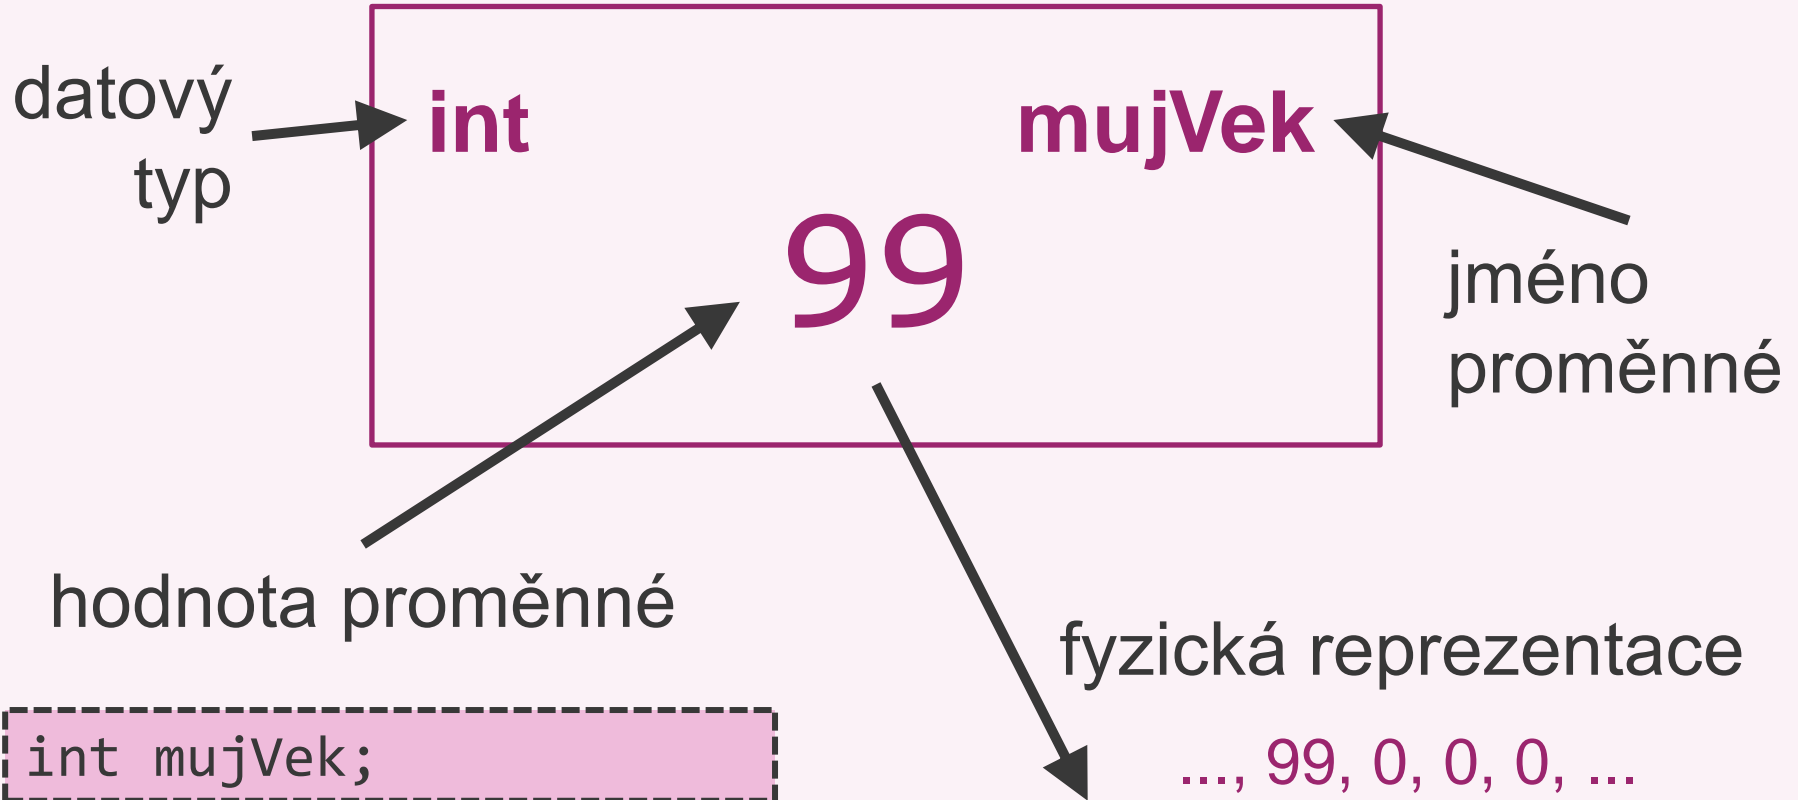 datový
typ
int
mujVek
99
jméno
proměnné
hodnota proměnné
fyzická reprezentace
int mujVek;
..., 99, 0, 0, 0, ...